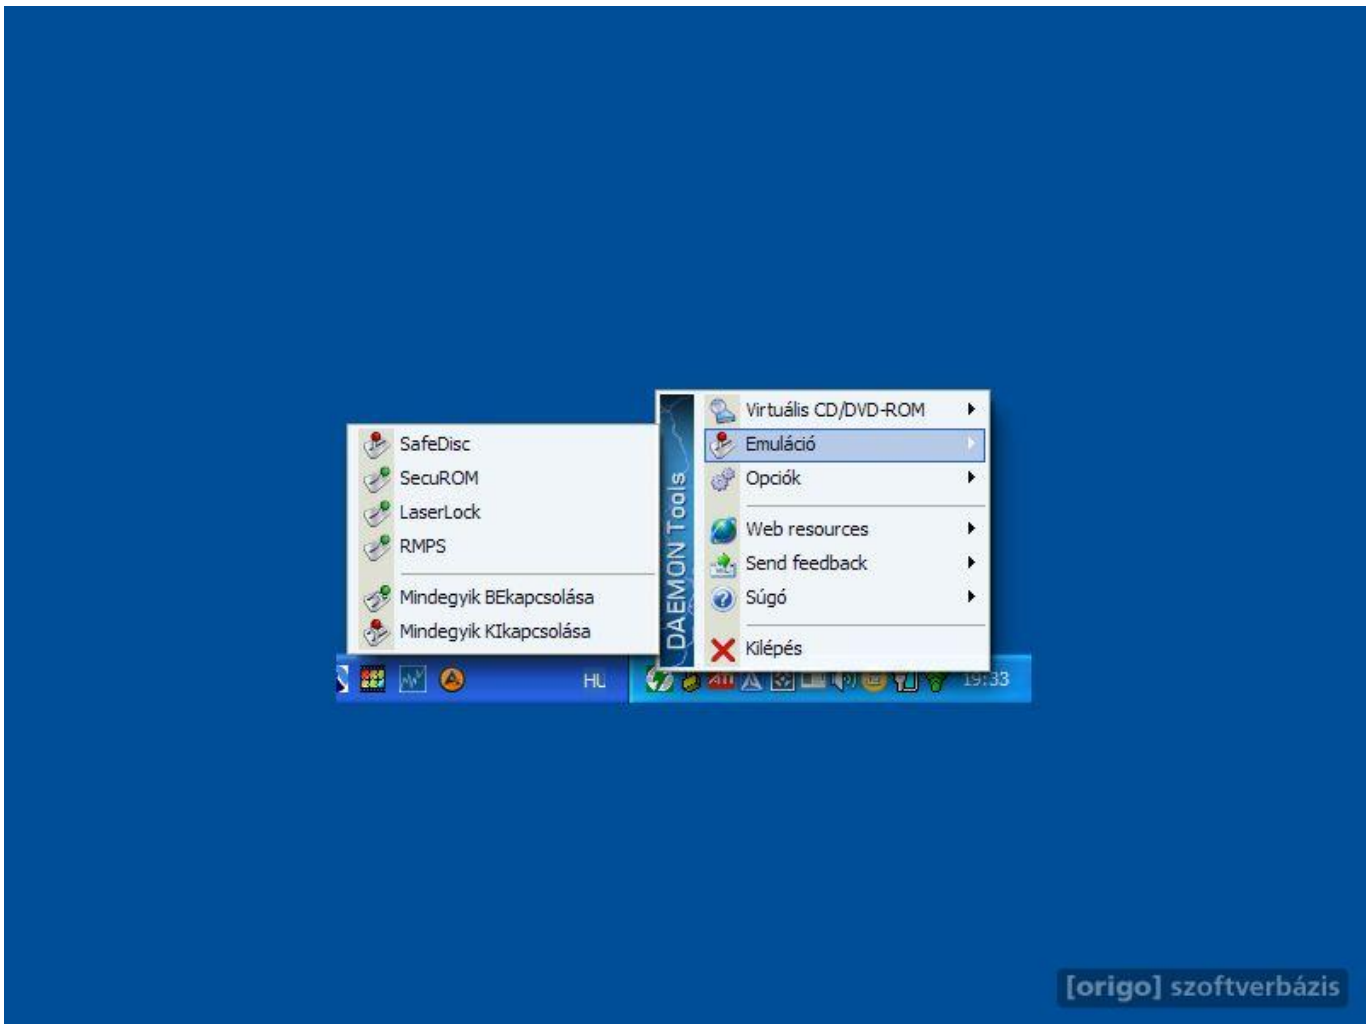 SafeDisc
SecuROM
LaserLock
RMPS
Mindegyik BEkapcsolása
Mindegyik KIkapcsolása
DAEMON Tools
Virtuális CD/DVD-ROM
Emuláció
Opciók
Web resources
Send feedback
Súgó
Kilépés
HU
19:33
[origo] szoftverbázis